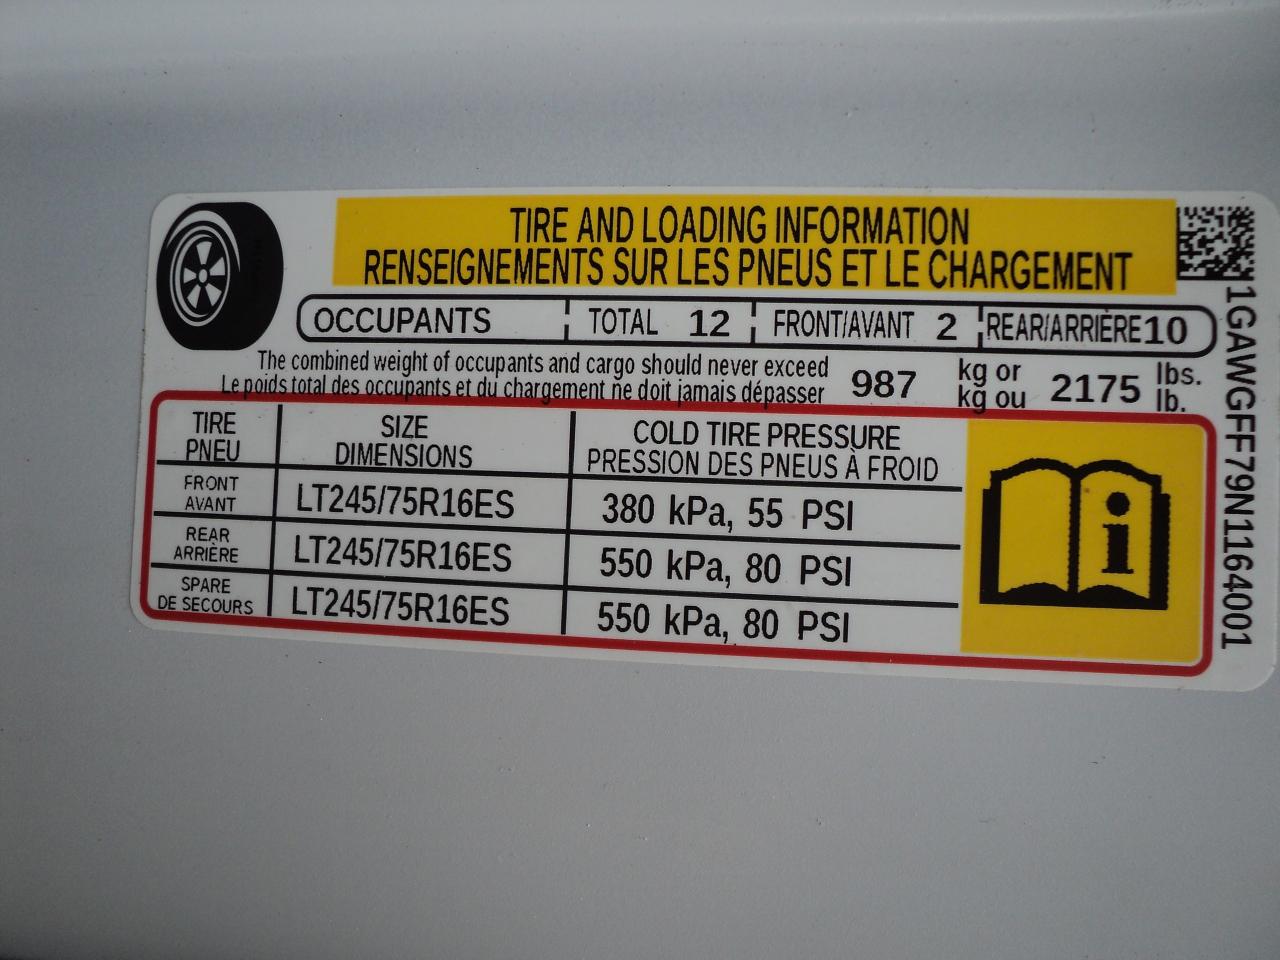 TIRE AND LOADING INFORMATION
RENSEIGNEMENTS SUR LES PNEUS ET LE CHARGEMENT
OCCUPANTS TOTAL 12 FRONT/AVANT 2 REAR/ARRIÈRE 10
The combined weight of occupants and cargo should never exceed
Le poids total des occupants et du chargement ne doit jamais dépasser
987 kg or
kg ou
2175 lbs.
lb.
TIRE
PNEU
SIZE
DIMENSIONS
COLD TIRE PRESSURE
PRESSION DES PNEUS À FROID
FRONT
AVANT
LT245/75R16ES
380 kPa, 55 PSI
REAR
ARRIÈRE
LT245/75R16ES
550 kPa, 80 PSI
SPARE
DE SECOURS
LT245/75R16ES
550 kPa, 80 PSI
i
1GAWGFF79N1164001